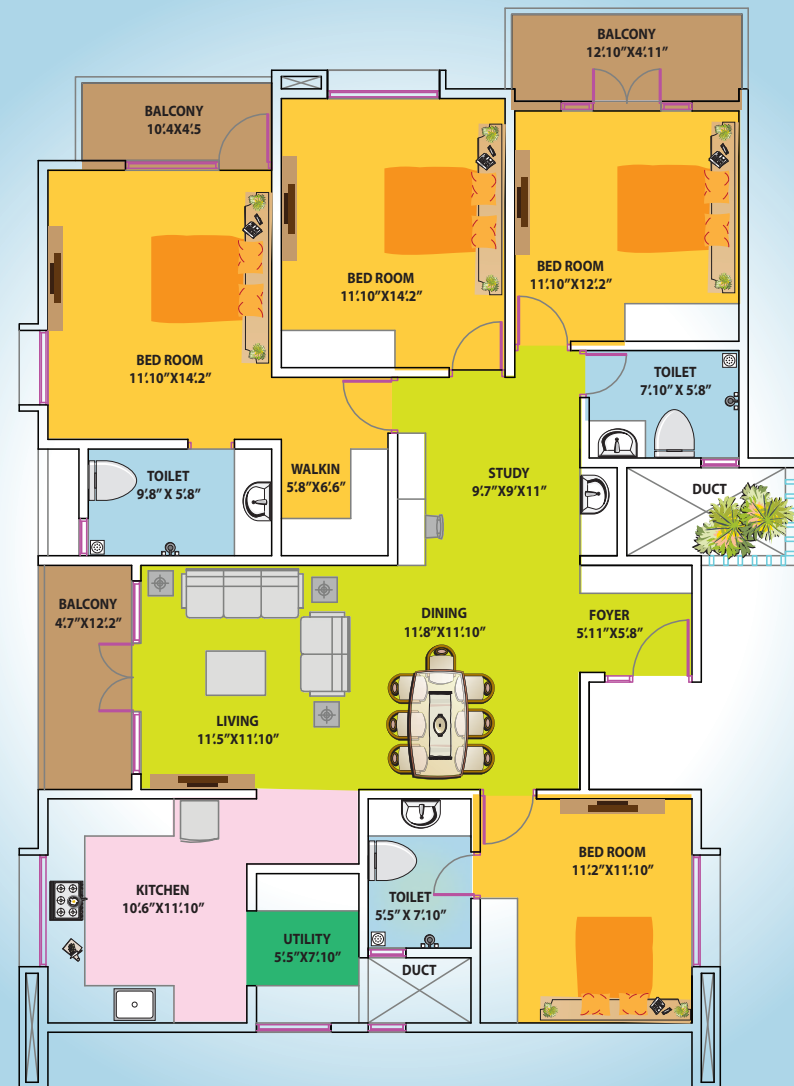 BALCONY
12'.10"X4'.11"
BALCONY
10'.4X4'.5
BED ROOM
11'.10"X14'.2"
BED ROOM
11'.10"X12'.2"
BED ROOM
11'.10"X14'.2"
TOILET
7'.10" X 5'.8"
TOILET
9'.8" X 5'.8"
WALKIN
5'.8"X6'.6"
STUDY
9'.7"X9'X11"
DUCT
BALCONY
4'.7"X12'.2"
DINING
11'.8"X11'.10"
FOYER
5'.11"X5'.8"
LIVING
11'.5"X11'.10"
KITCHEN
10'.6"X11'.10"
TOILET
5'.5" X 7'.10"
BED ROOM
11'.2"X11'.10"
UTILITY
5'.5"X7'.10"
DUCT